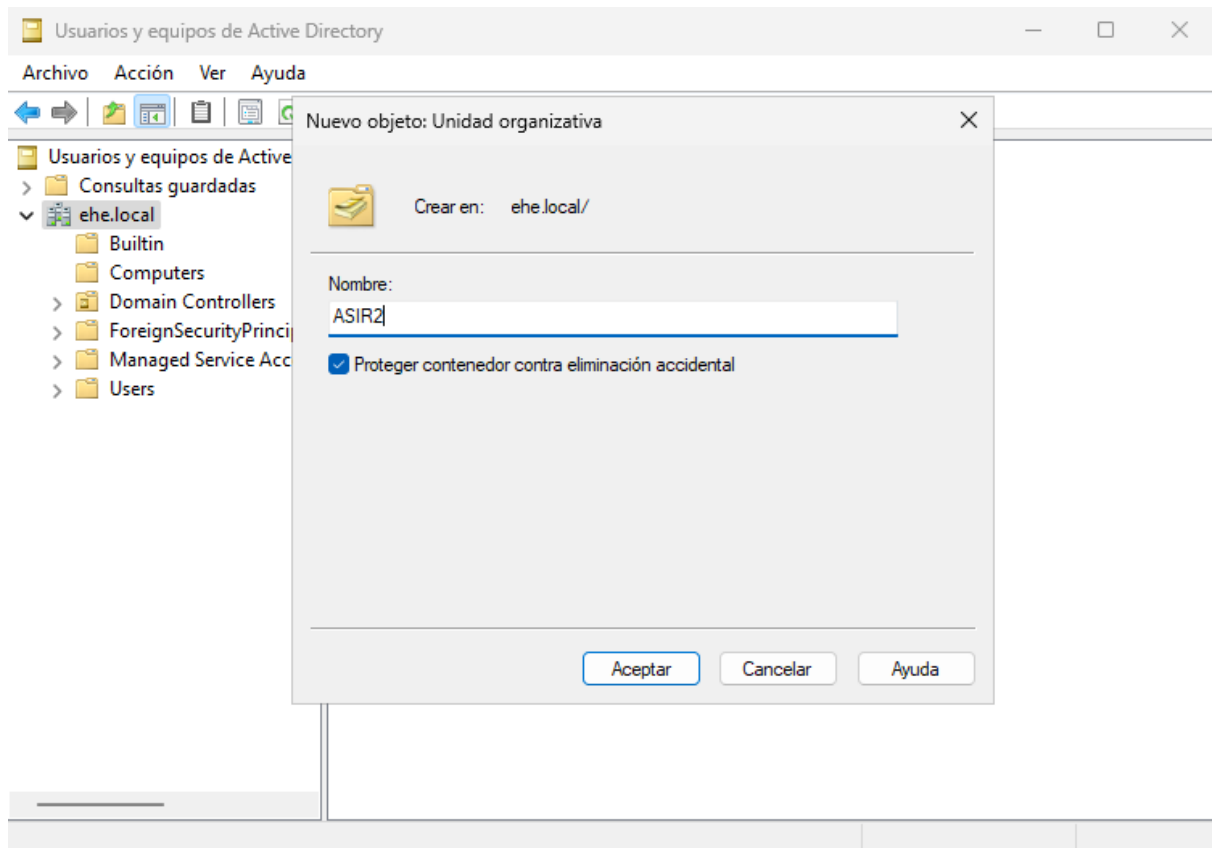 Usuarios y equipos de Active Directory
Archivo Acción Ver Ayuda
Nuevo objeto: Unidad organizativa
Usuarios y equipos de Active
Consultas guardadas
ehe.local
Builtin
Computers
Domain Controllers
ForeignSecurityPrinci
Managed Service Acc
Users
Crear en: ehe.local/
Nombre:
ASIR2
Proteger contenedor contra eliminación accidental
Aceptar Cancelar Ayuda